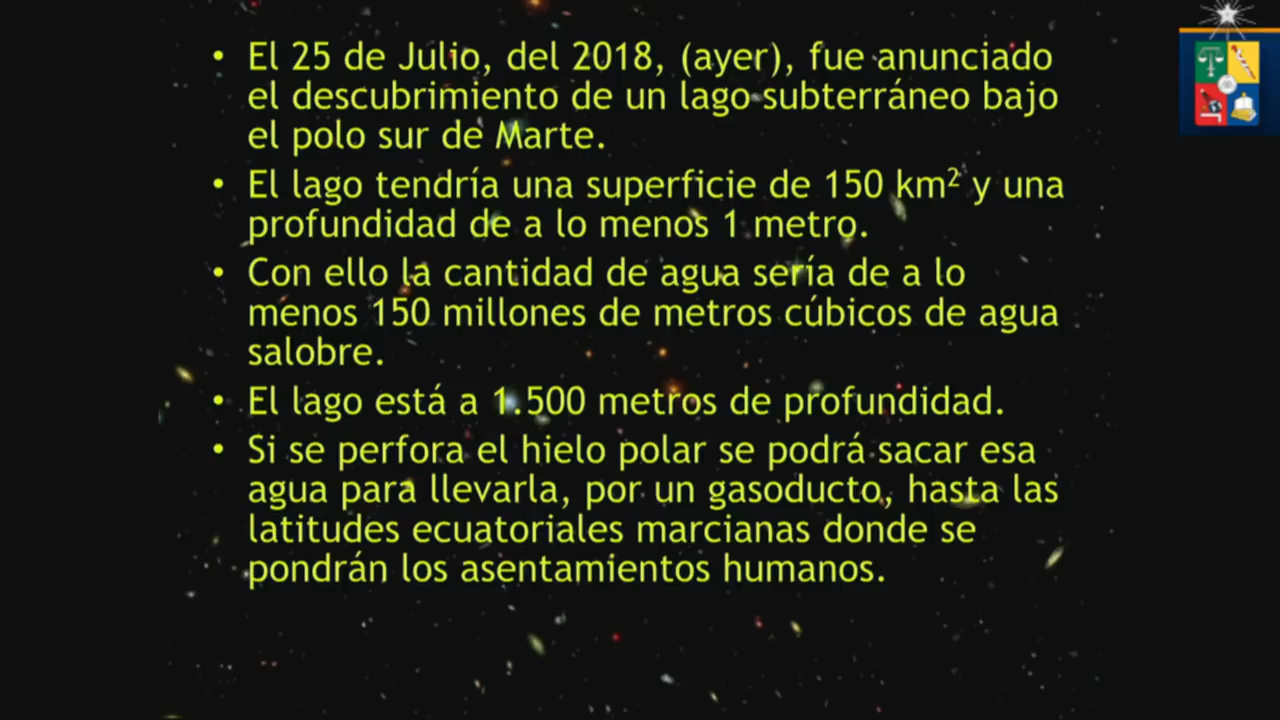 • El 25 de Julio, del 2018, (ayer), fue anunciado
el descubrimiento de un lago subterráneo bajo
el polo sur de Marte.
• El lago tendría una superficie de 150 km² y una
profundidad de a lo menos 1 metro.
• Con ello la cantidad de agua sería de a lo
menos 150 millones de metros cúbicos de agua
salobre.
• El lago está a 1.500 metros de profundidad.
• Si se perfora el hielo polar se podrá sacar esa
agua para llevarla, por un gasoducto, hasta las
latitudes ecuatoriales marcianas donde se
pondrán los asentamientos humanos.